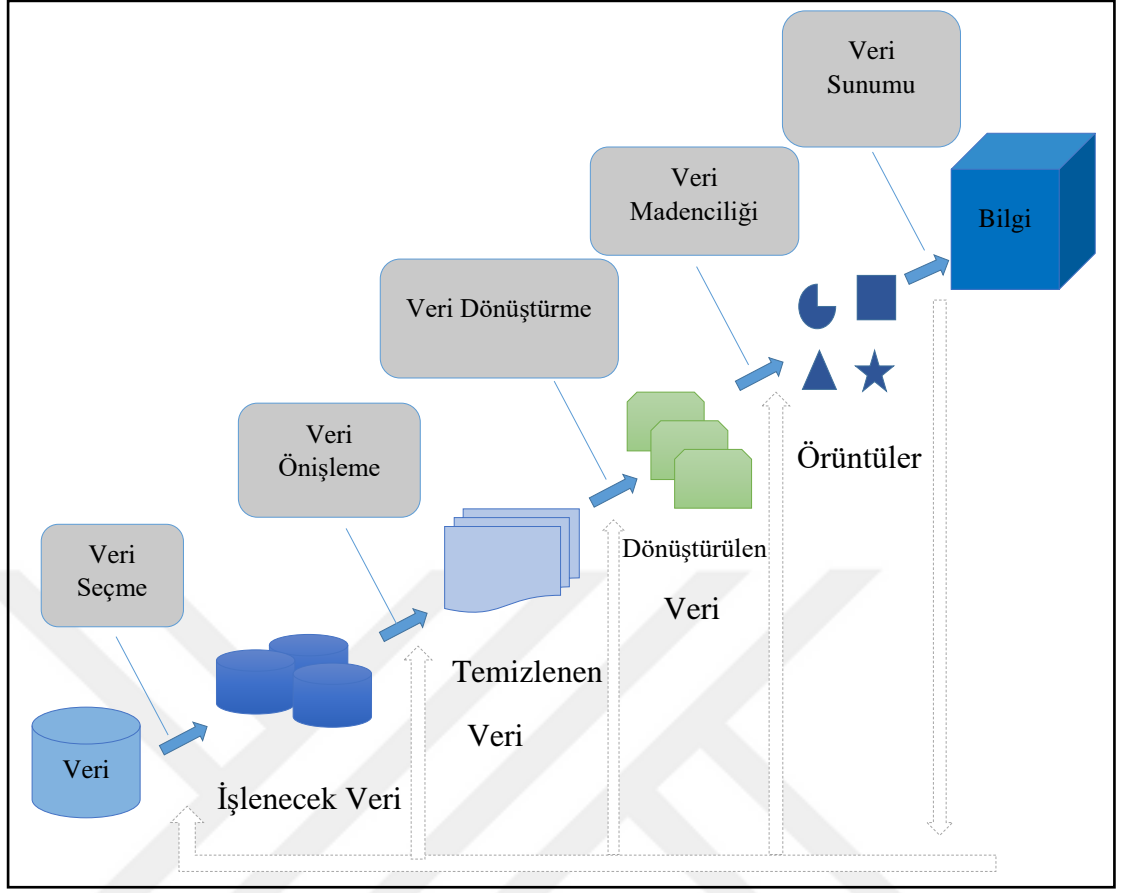 Veri
Sunumu
Veri
Madenciliği
Bilgi
Veri Dönüştürme
Veri
Önişleme
Örüntüler
Veri
Seçme
Dönüştürülen
Veri
Temizlenen
Veri
Veri
İşlenecek Veri